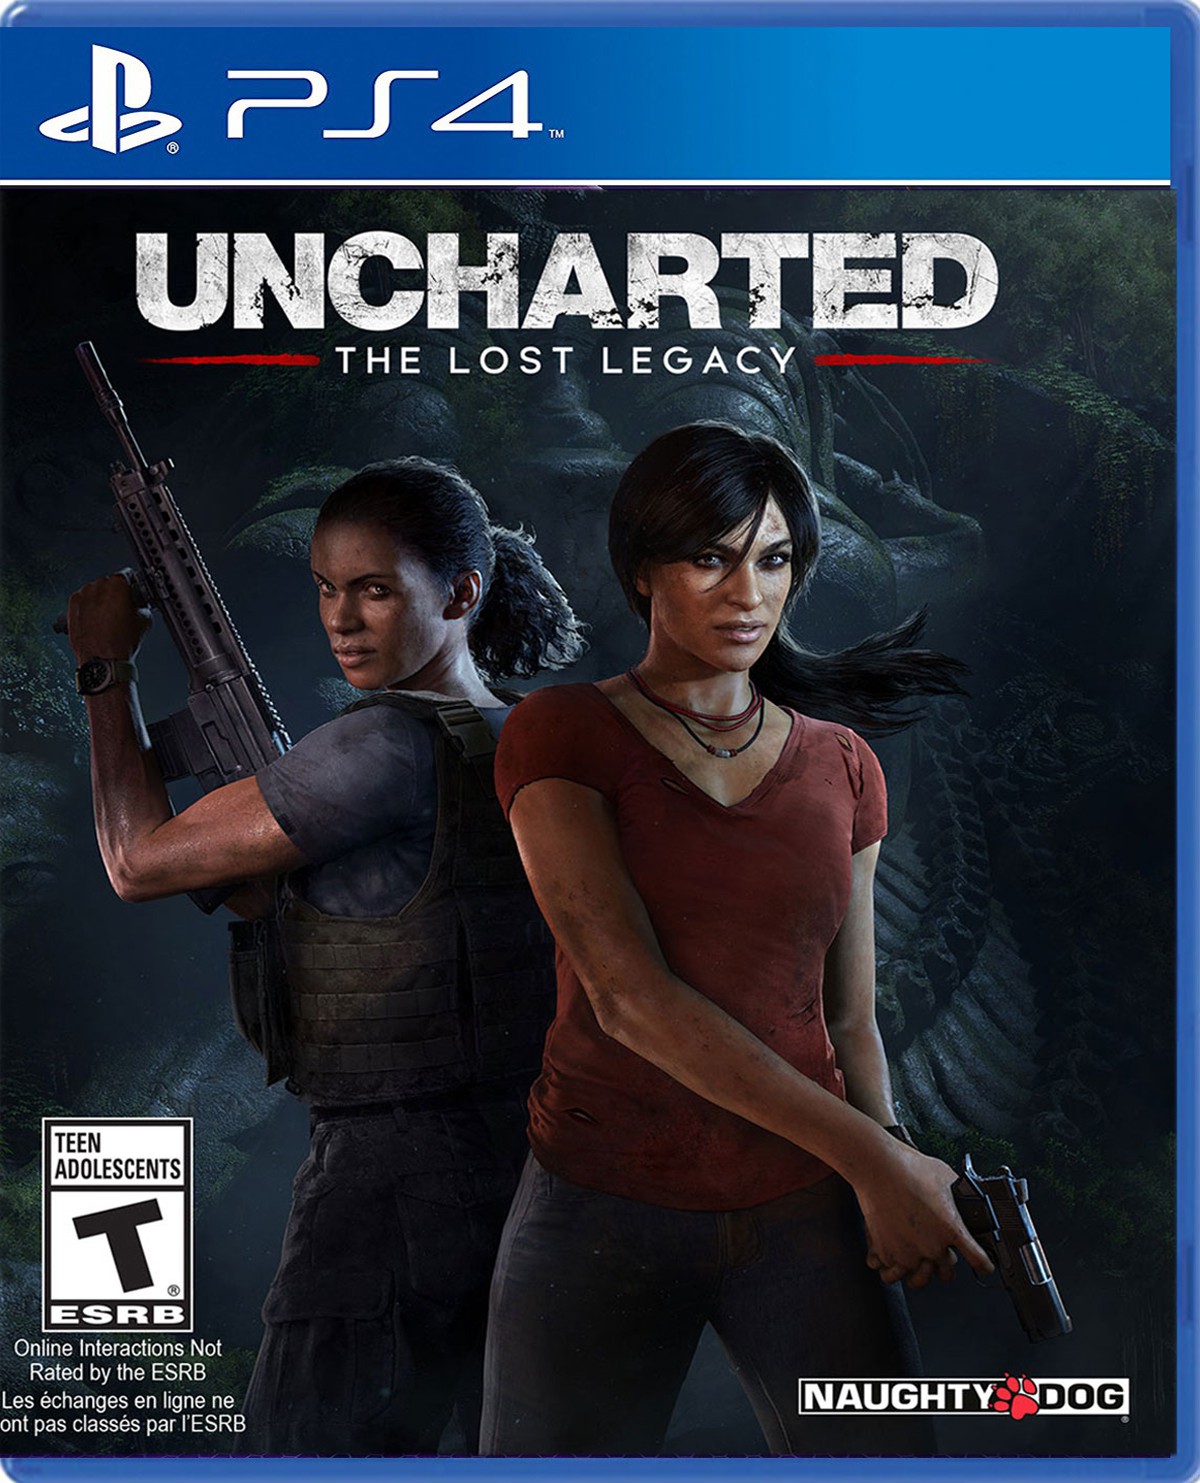 PS4™
UNCHARTED
THE LOST LEGACY
TEEN
ADOLESCENTS
T
®
ESRB
Online Interactions Not
Rated by the ESRB
Les échanges en ligne ne
ont pas classés par l'ESRB
NAUGHTY DOG
®